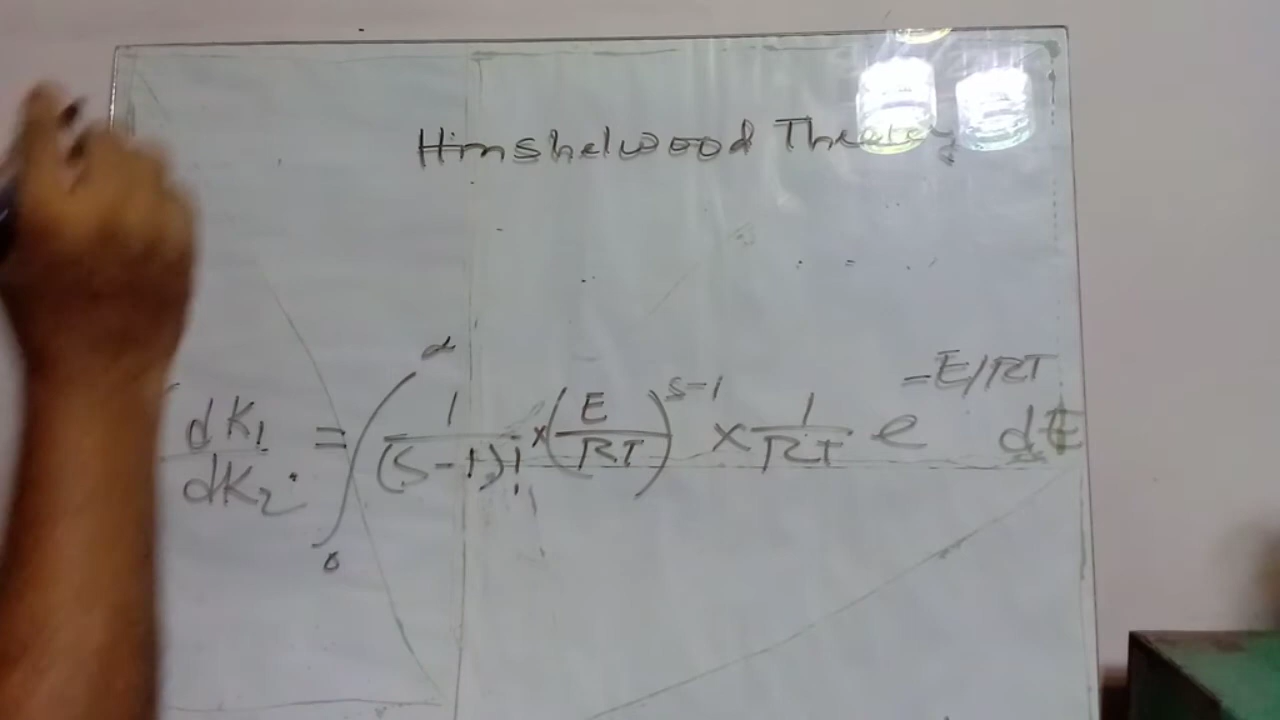 Hinshelwood Theory
dK₁/dK₂ = ∫₀^α 1/(S-1)! × (E/RT)^(s-1) × 1/RT e^(-E/RT) dE